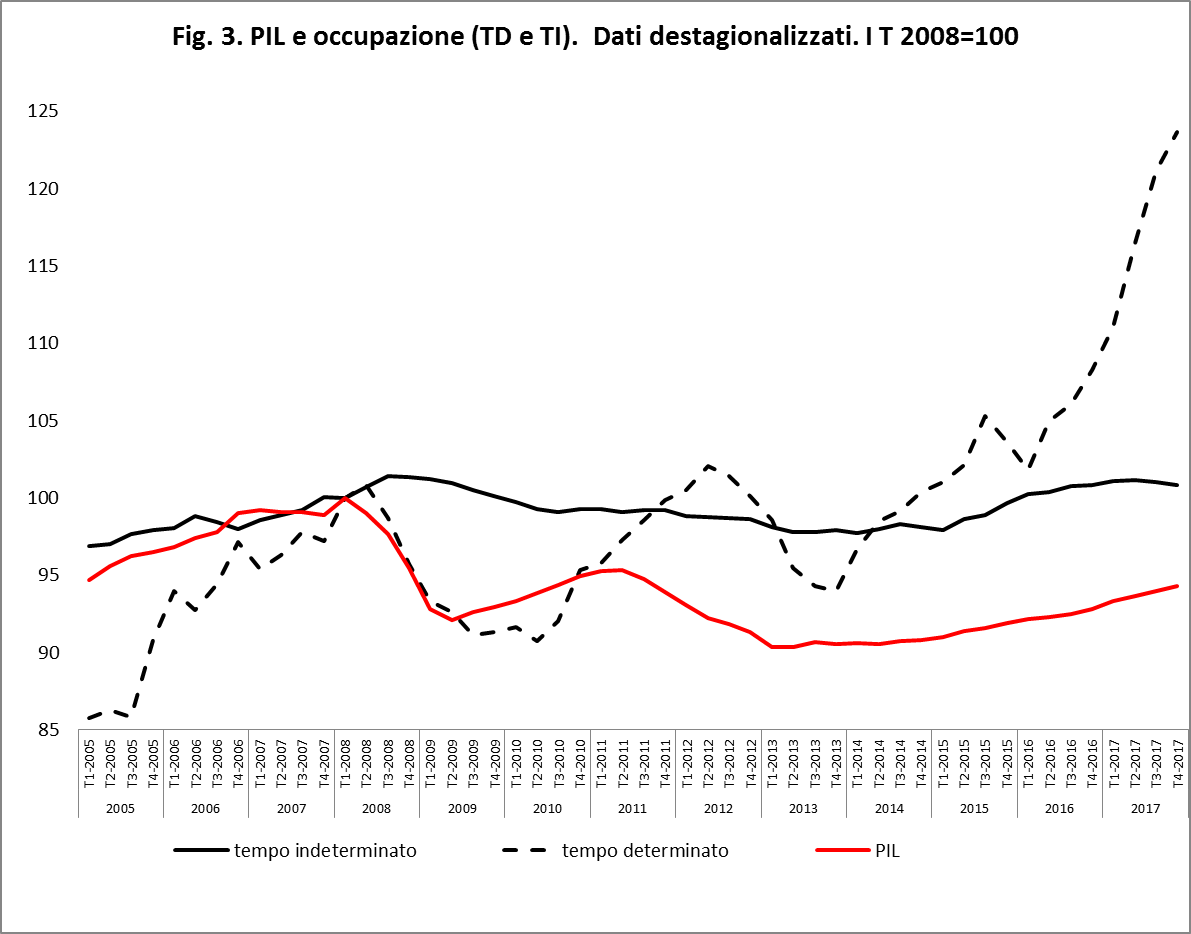 Fig. 3. PIL e occupazione (TD e TI).  Dati destagionalizzati. I T 2008=100
125
120
115
110
105
100
95
90
85
T1-2005
T2-2005
T3-2005
T4-2005
T1-2006
T2-2006
T3-2006
T4-2006
T1-2007
T2-2007
T3-2007
T4-2007
T1-2008
T2-2008
T3-2008
T4-2008
T1-2009
T2-2009
T3-2009
T4-2009
T1-2010
T2-2010
T3-2010
T4-2010
T1-2011
T2-2011
T3-2011
T4-2011
T1-2012
T2-2012
T3-2012
T4-2012
T1-2013
T2-2013
T3-2013
T4-2013
T1-2014
T2-2014
T3-2014
T4-2014
T1-2015
T2-2015
T3-2015
T4-2015
T1-2016
T2-2016
T3-2016
T4-2016
T1-2017
T2-2017
T3-2017
T4-2017
2005 2006 2007 2008 2009 2010 2011 2012 2013 2014 2015 2016 2017
tempo indeterminato tempo determinato PIL